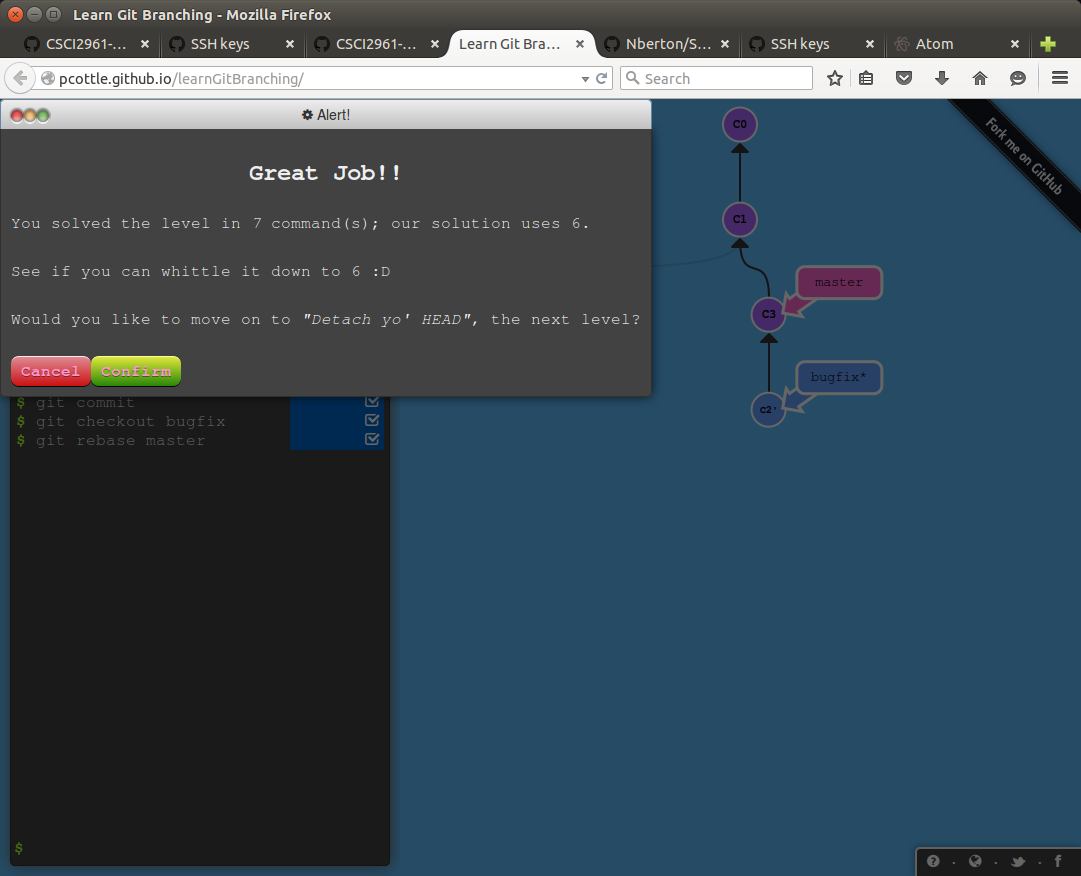 Learn Git Branching - Mozilla Firefox
CSCI2961-... SSH keys CSCI2961-... Learn Git Bra... Nberton/S... SSH keys Atom
pcottle.github.io/learnGitBranching/ Search
Alert!
Great Job!!
You solved the level in 7 command(s); our solution uses 6.
See if you can whittle it down to 6 :D
Would you like to move on to "Detach yo' HEAD", the next level?
Cancel Confirm
$ git commit
$ git checkout bugfix
$ git rebase master
$
C0
Fork me on GitHub
C1
master
C3
bugfix*
c2'